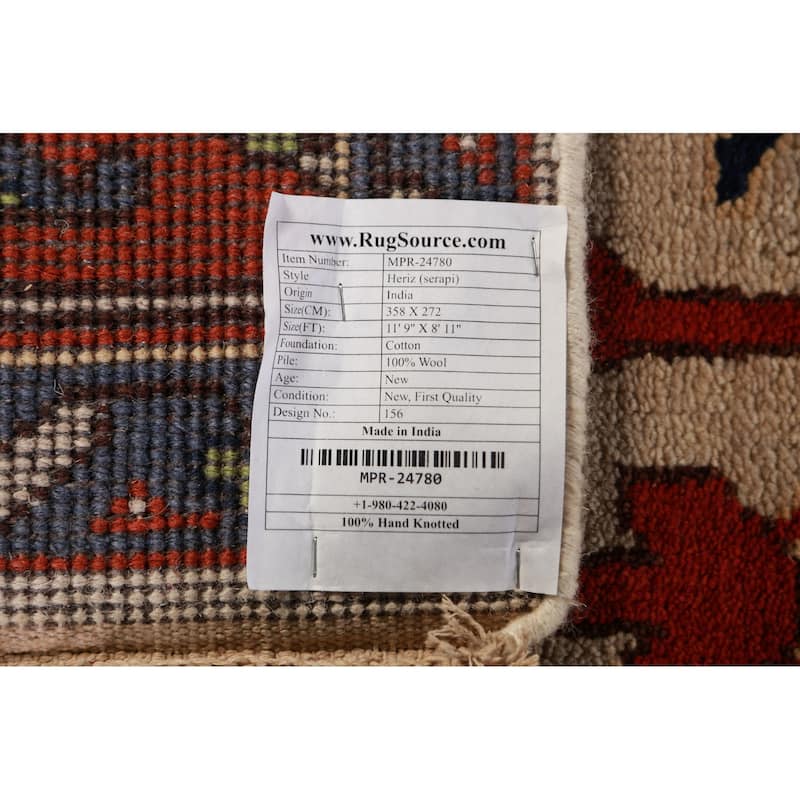 www.RugSource.com
Item Number: MPR-24780
Style Heriz (serapi)
Origin India
Size(CM): 358 X 272
Size(FT): 11' 9" X 8' 11"
Foundation: Cotton
Pile: 100% Wool
Age: New
Condition: New, First Quality
Design No.: 156
Made in India
MPR-24780
+1-980-422-4080
100% Hand Knotted